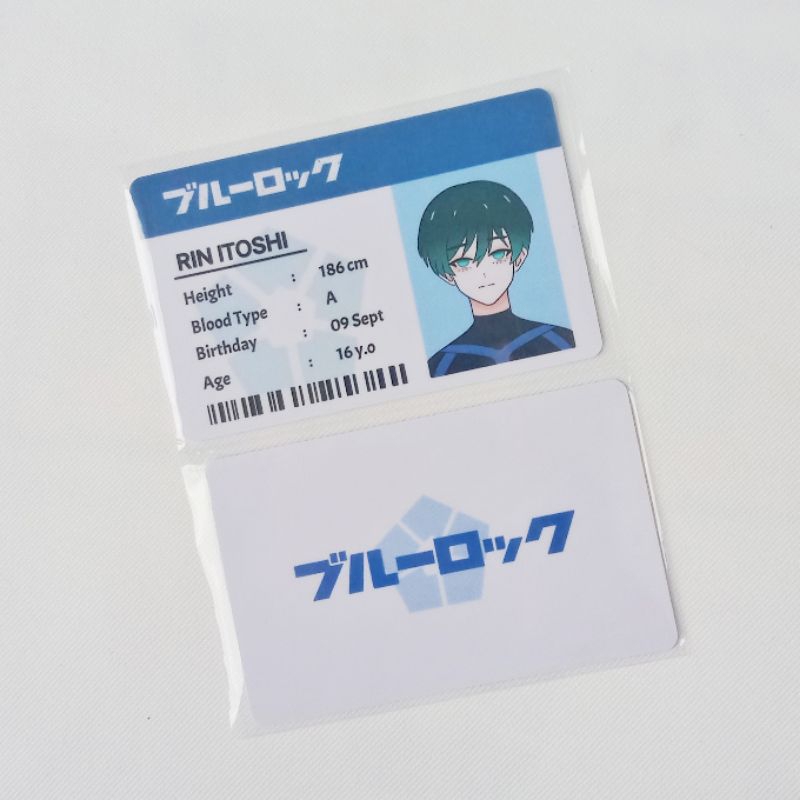 ブルーロック
RIN ITOSHI
Height : 186 cm
Blood Type : A
Birthday : 09 Sept
Age : 16 y.o
ブルーロック